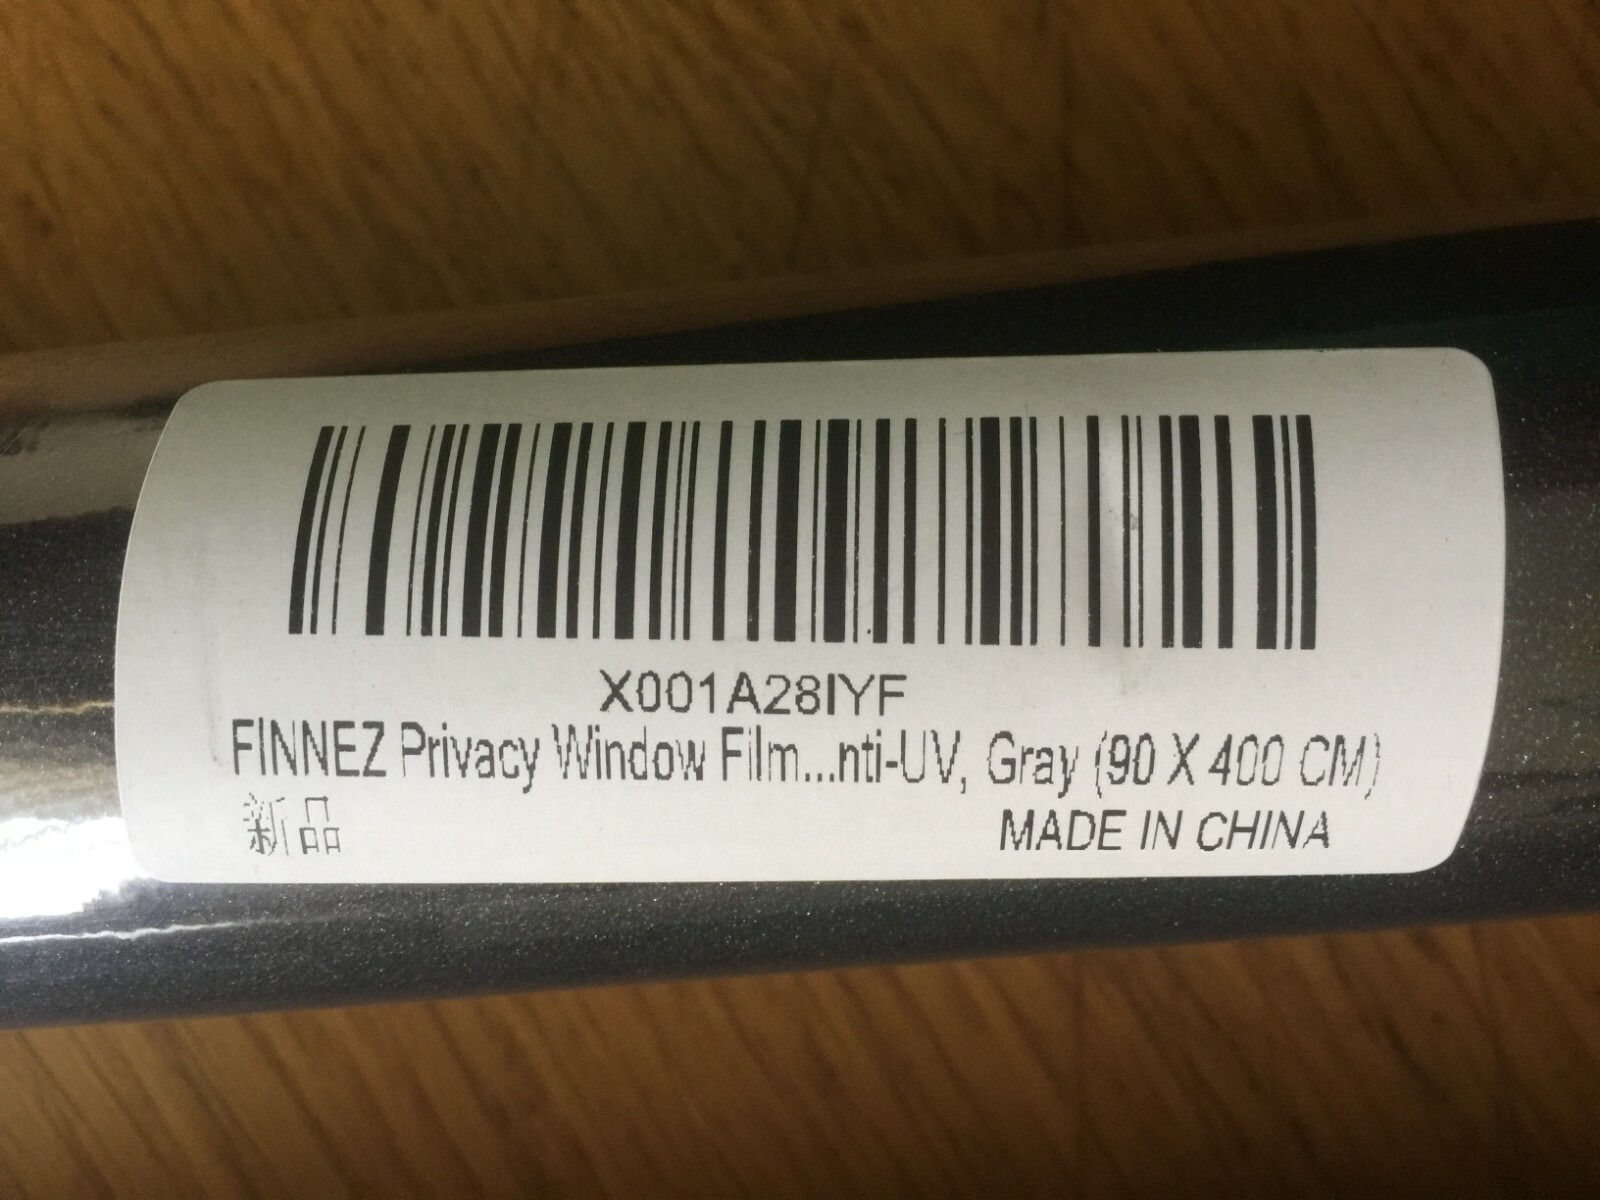 X001A28IYF
FINNEZ Privacy Window Film...nti-UV, Gray (90 X 400 CM)
新品
MADE IN CHINA